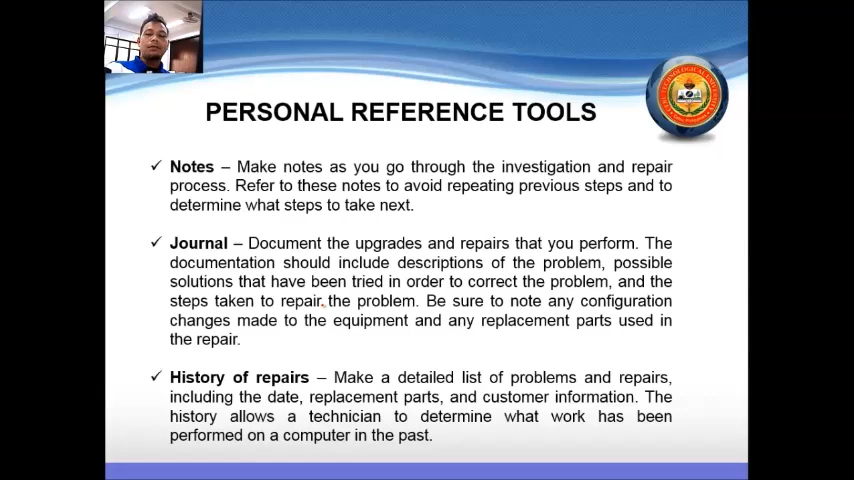 PERSONAL REFERENCE TOOLS
✓ Notes – Make notes as you go through the investigation and repair
process. Refer to these notes to avoid repeating previous steps and to
determine what steps to take next.
✓ Journal – Document the upgrades and repairs that you perform. The
documentation should include descriptions of the problem, possible
solutions that have been tried in order to correct the problem, and the
steps taken to repair the problem. Be sure to note any configuration
changes made to the equipment and any replacement parts used in
the repair.
✓ History of repairs – Make a detailed list of problems and repairs,
including the date, replacement parts, and customer information. The
history allows a technician to determine what work has been
performed on a computer in the past.